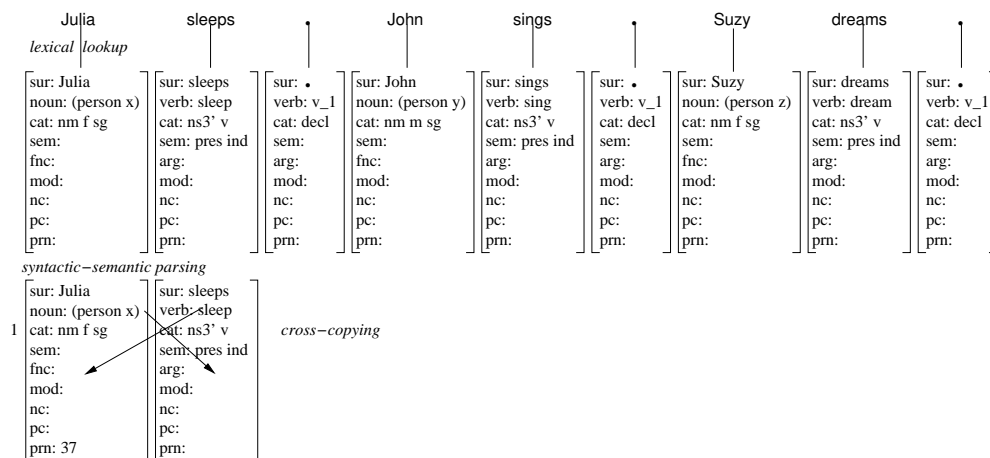 Julia sleeps . John sings . Suzy dreams .
lexical lookup
sur: Julia sur: sleeps sur: . sur: John sur: sings sur: . sur: Suzy sur: dreams sur: .
noun: (person x) verb: sleep verb: v_1 noun: (person y) verb: sing verb: v_1 noun: (person z) verb: dream verb: v_1
cat: nm f sg cat: ns3’ v cat: decl cat: nm m sg cat: ns3’ v cat: decl cat: nm f sg cat: ns3’ v cat: decl
sem: sem: pres ind sem: sem: sem: pres ind sem: sem: sem: pres ind sem:
fnc: arg: arg: fnc: arg: arg: fnc: arg: arg:
mod: mod: mod: mod: mod: mod: mod: mod: mod:
nc: nc: nc: nc: nc: nc: nc: nc: nc:
pc: pc: pc: pc: pc: pc: pc: pc: pc:
prn: prn: prn: prn: prn: prn: prn: prn: prn:
syntactic−semantic parsing
sur: Julia sur: sleeps
noun: (person x) verb: sleep
1 cat: nm f sg cat: ns3’ v cross−copying
sem: sem: pres ind
fnc: arg:
mod: mod:
nc: nc:
pc: pc:
prn: 37 prn: